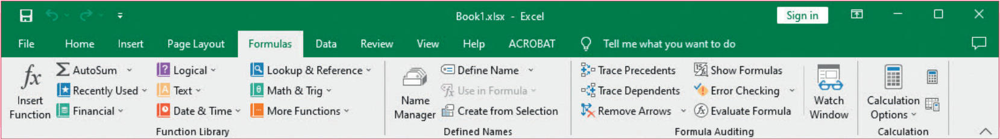 Book1.xlsx - Excel
Sign in
File Home Insert Page Layout Formulas Data Review View Help ACROBAT Tell me what you want to do
fx Insert Function
AutoSum
Recently Used
Financial
Logical
Text
Date & Time
Lookup & Reference
Math & Trig
More Functions
Function Library
Name Manager
Define Name
Use in Formula
Create from Selection
Defined Names
Trace Precedents
Trace Dependents
Remove Arrows
Show Formulas
Error Checking
Evaluate Formula
Watch Window
Formula Auditing
Calculation Options
Calculation